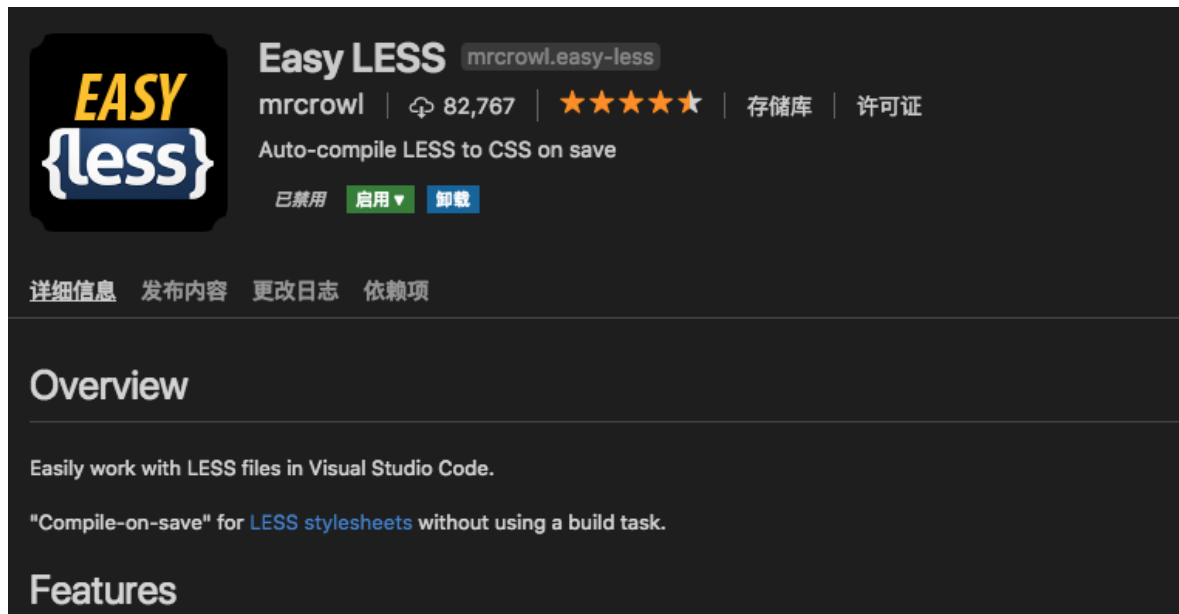 EASY
{less}
Easy LESS mrcrowl.easy-less
mrcrowl 82,767 存储库 许可证
Auto-compile LESS to CSS on save
已禁用 启用 卸载
详细信息 发布内容 更改日志 依赖项
Overview
Easily work with LESS files in Visual Studio Code.
"Compile-on-save" for LESS stylesheets without using a build task.
Features